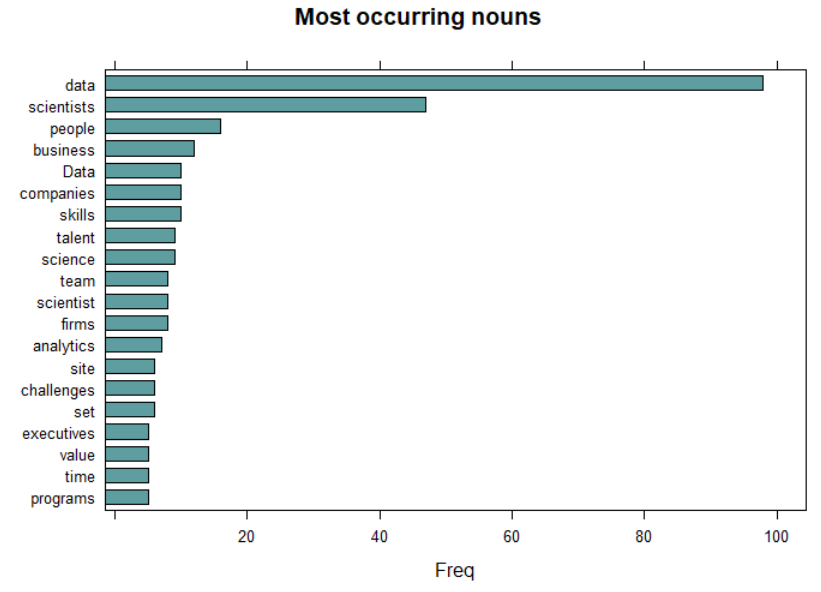 Most occurring nouns
data
scientists
people
business
Data
companies
skills
talent
science
team
scientist
firms
analytics
site
challenges
set
executives
value
time
programs
20 40 60 80 100
Freq